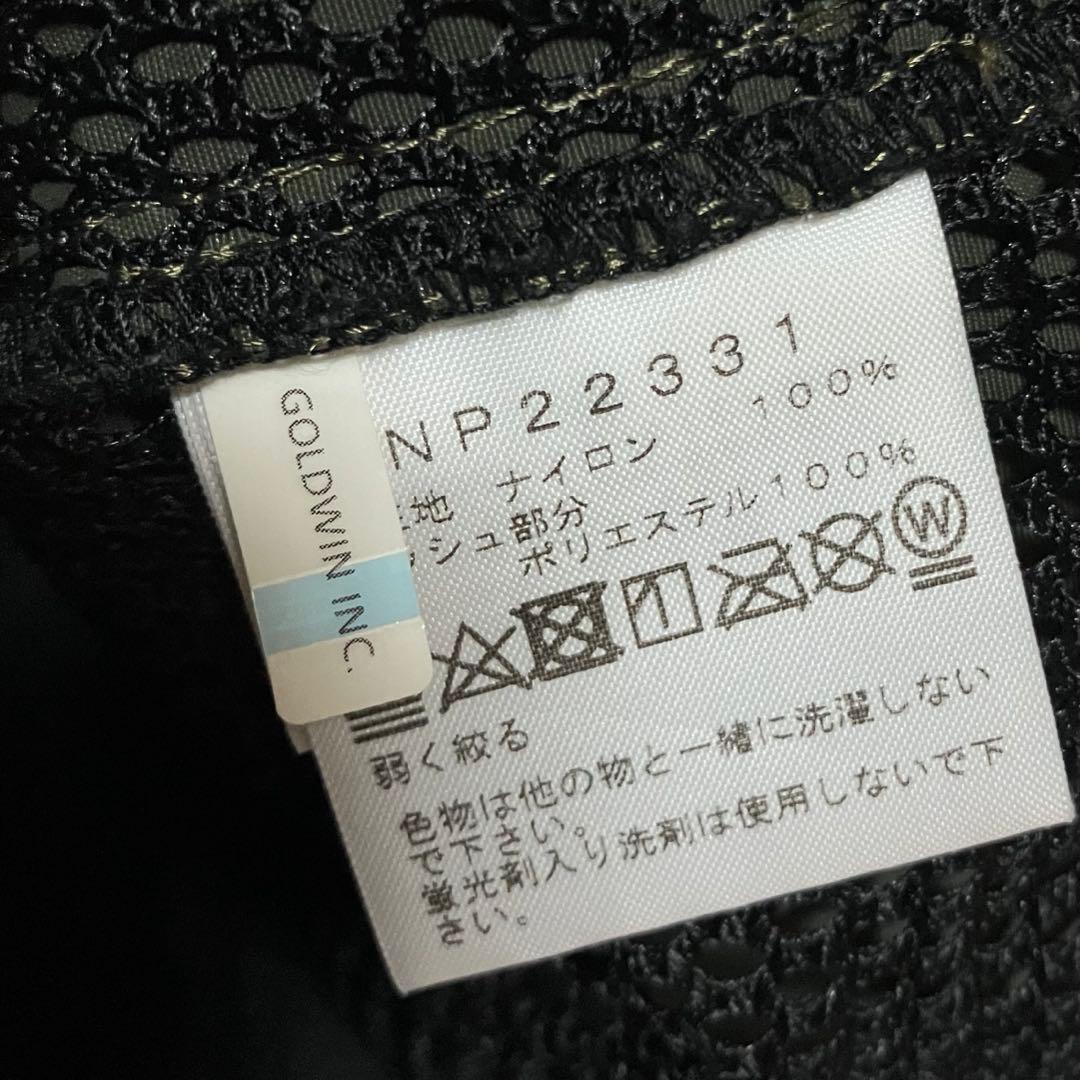 GOLDWIN INC.
NP22331
地 ナイロン 100%
シュ部分
ポリエステル100%
W
弱く絞る
色物は他の物と一緒に洗濯しない
で下さい。
蛍光剤入り洗剤は使用しないで下
さい。